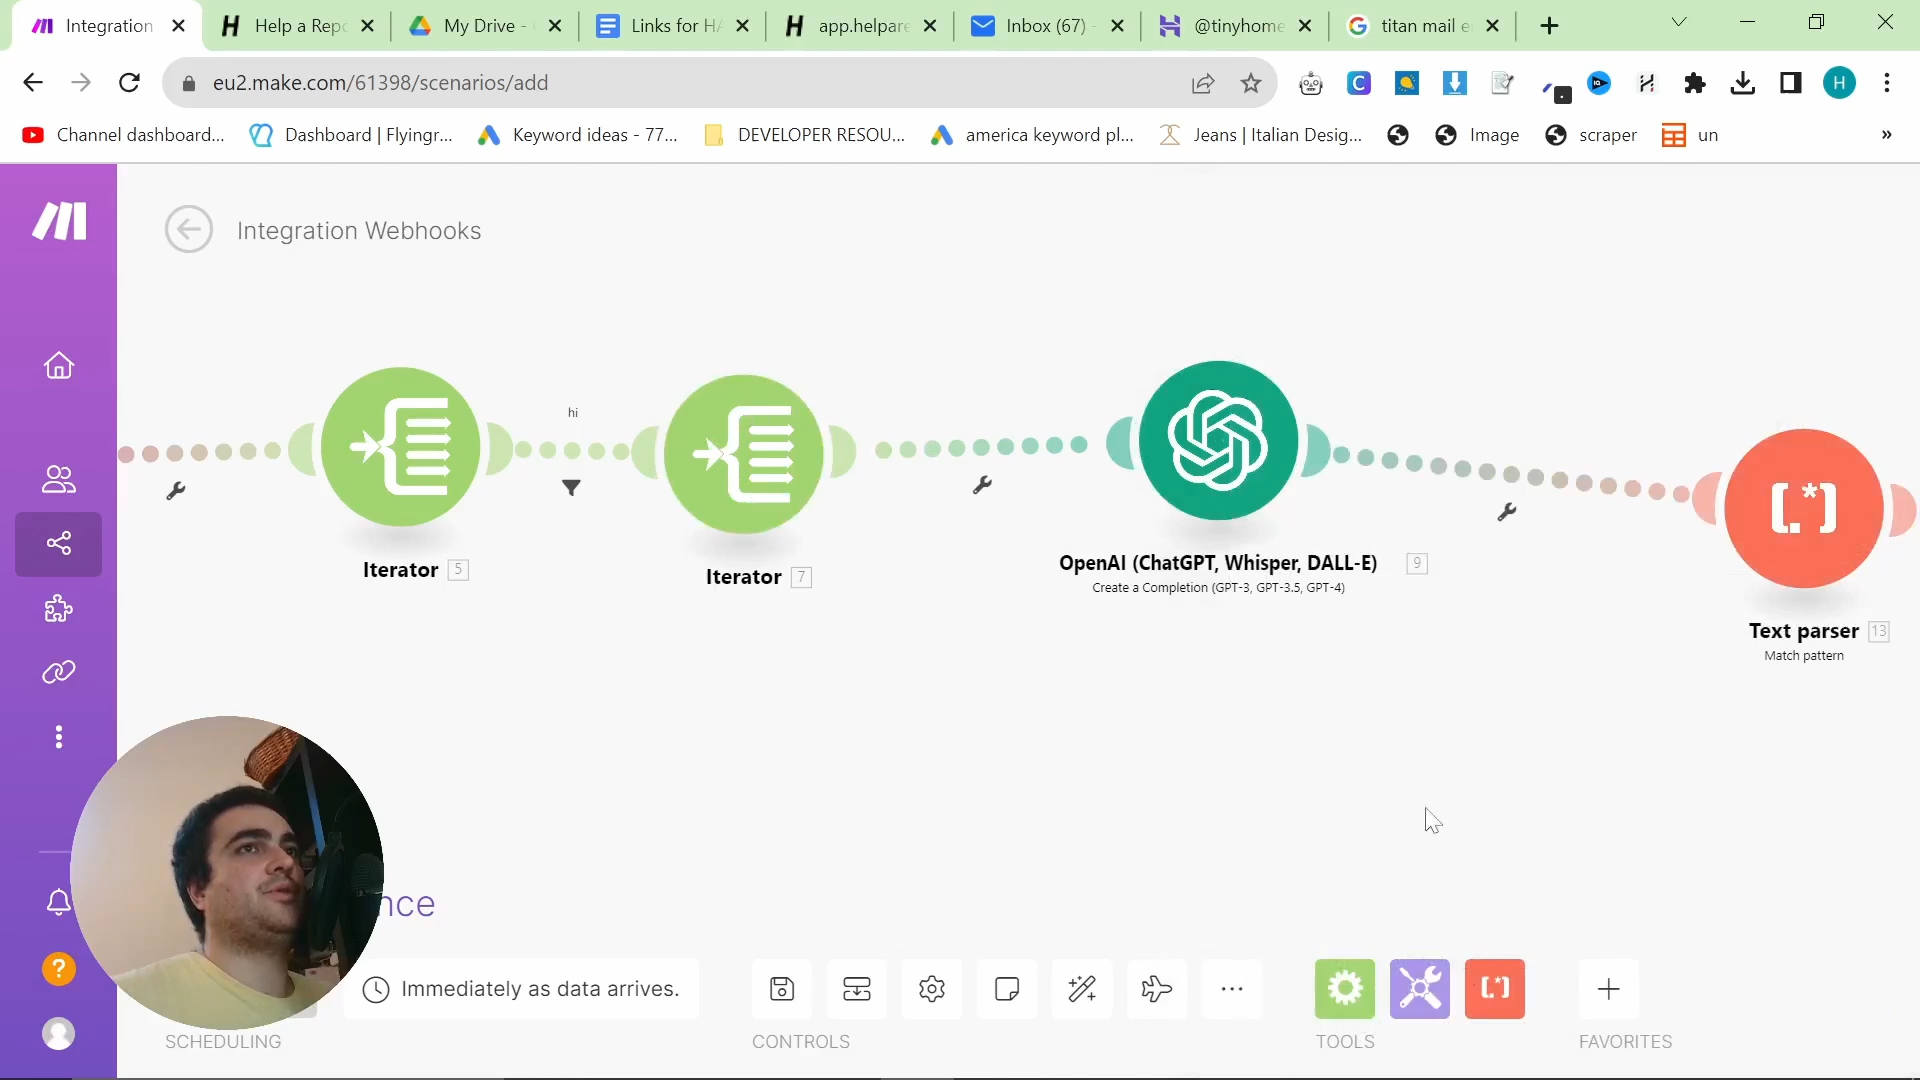 Integration
Help a Repo
My Drive -
Links for HA
app.helpare
Inbox (67) -
@tinyhome
titan mail e
eu2.make.com/61398/scenarios/add
H
Channel dashboard...
Dashboard | Flyingr...
Keyword ideas - 77...
DEVELOPER RESOU...
america keyword pl...
Jeans | Italian Desig...
Image
scraper
un
»
Integration Webhooks
hi
Iterator 5
Iterator 7
OpenAI (ChatGPT, Whisper, DALL-E) 9
Create a Completion (GPT-3, GPT-3.5, GPT-4)
Text parser 13
Match pattern
nce
Immediately as data arrives.
SCHEDULING
CONTROLS
TOOLS
FAVORITES